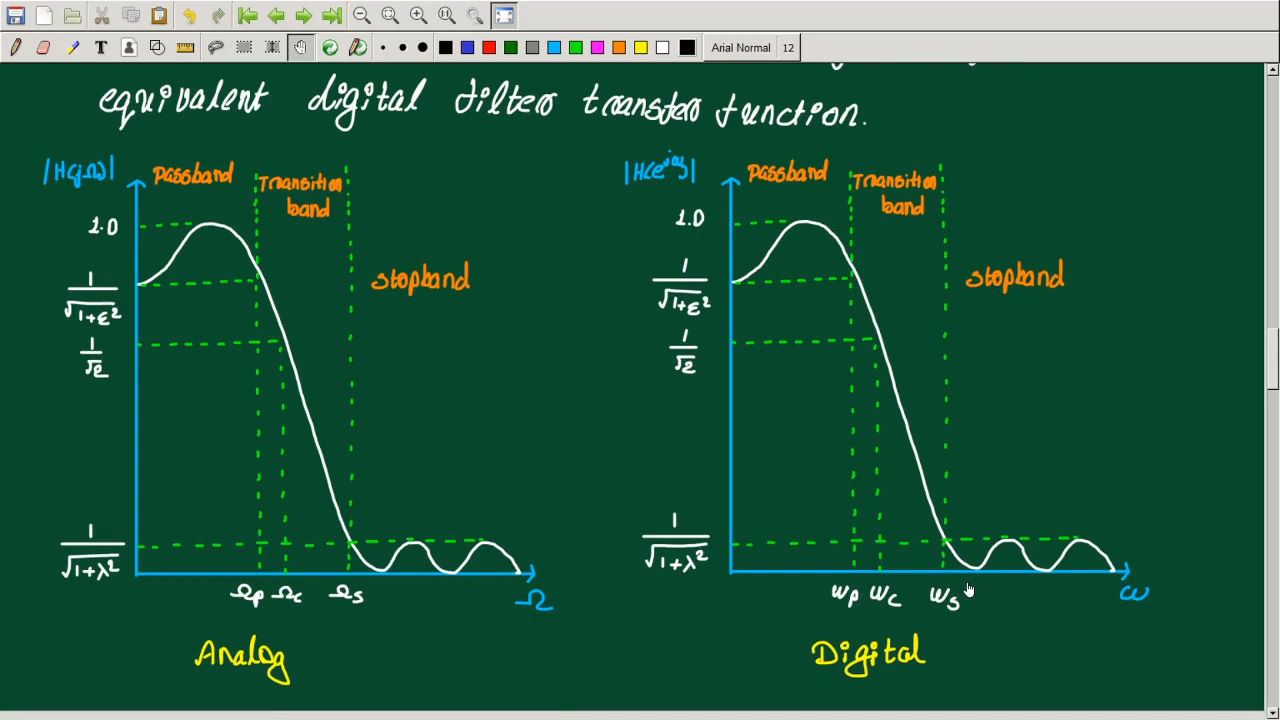 Arial Normal 12
equivalent digital filter transfer function.
|H(jΩ)|
Passband
Transition
band
1.0
stopband
1/√1+ε²
1/√2
1/√1+λ²
Ωp Ωc Ωs
Ω
Analog
|H(e^jω)|
Passband
Transition
band
1.0
stopband
1/√1+ε²
1/√2
1/√1+λ²
ωp ωc ωs
ω
Digital